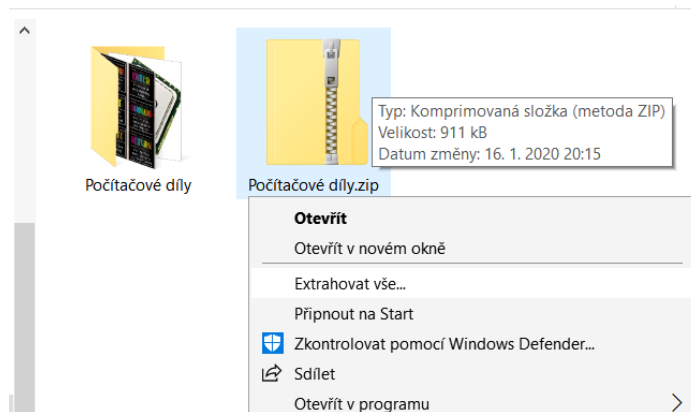 Počítačové díly
Počítačové díly.zip
Typ: Komprimovaná složka (metoda ZIP)
Velikost: 911 kB
Datum změny: 16. 1. 2020 20:15
Otevřít
Otevřít v novém okně
Extrahovat vše...
Připnout na Start
Zkontrolovat pomocí Windows Defender...
Sdílet
Otevřít v programu